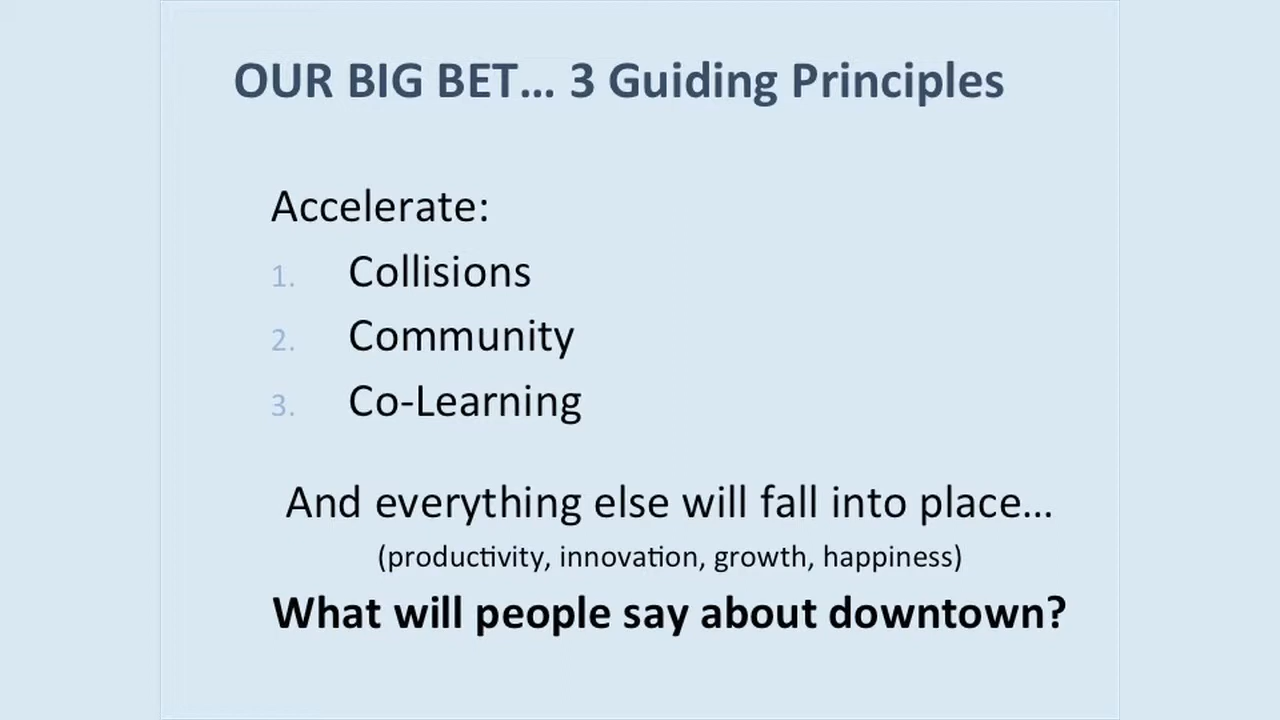 OUR BIG BET... 3 Guiding Principles
Accelerate:
1. Collisions
2. Community
3. Co-Learning
And everything else will fall into place...
(productivity, innovation, growth, happiness)
What will people say about downtown?